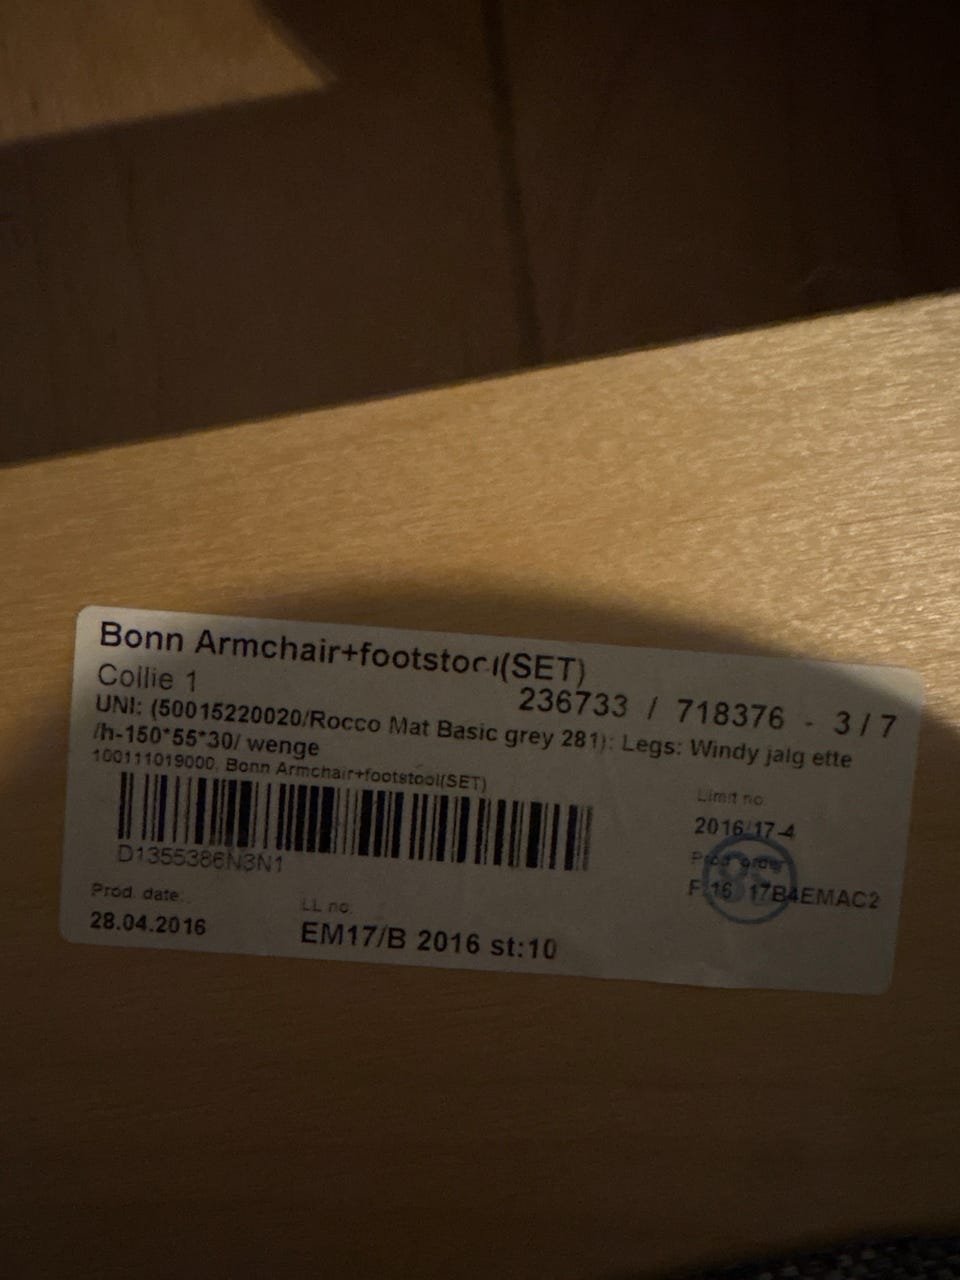 Bonn Armchair+footstool(SET)
Collie 1
236733 / 718376 - 3 / 7
UNI: (50015220020/Rocco Mat Basic grey 281): Legs: Windy jalg ette
/h-150*55*30/ wenge
100111019000, Bonn Armchair+footstool(SET)
D1355386N3N1
Limit no:
2016/17-4
Prod. order
F 16 17B4EMAC2
38
Prod. date:
28.04.2016
LL no:
EM17/B 2016 st:10